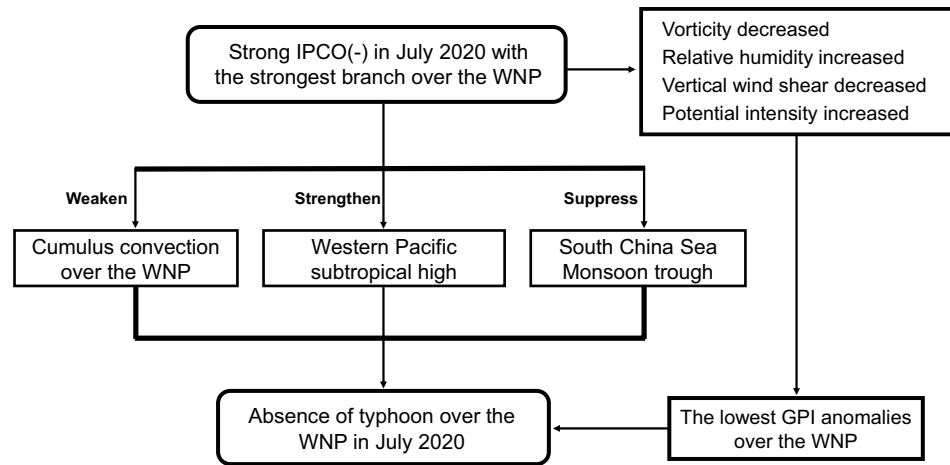 Strong IPCO(-) in July 2020 with
the strongest branch over the WNP
Vorticity decreased
Relative humidity increased
Vertical wind shear decreased
Potential intensity increased
Weaken
Strengthen
Suppress
Cumulus convection
over the WNP
Western Pacific
subtropical high
South China Sea
Monsoon trough
Absence of typhoon over the
WNP in July 2020
The lowest GPI anomalies
over the WNP